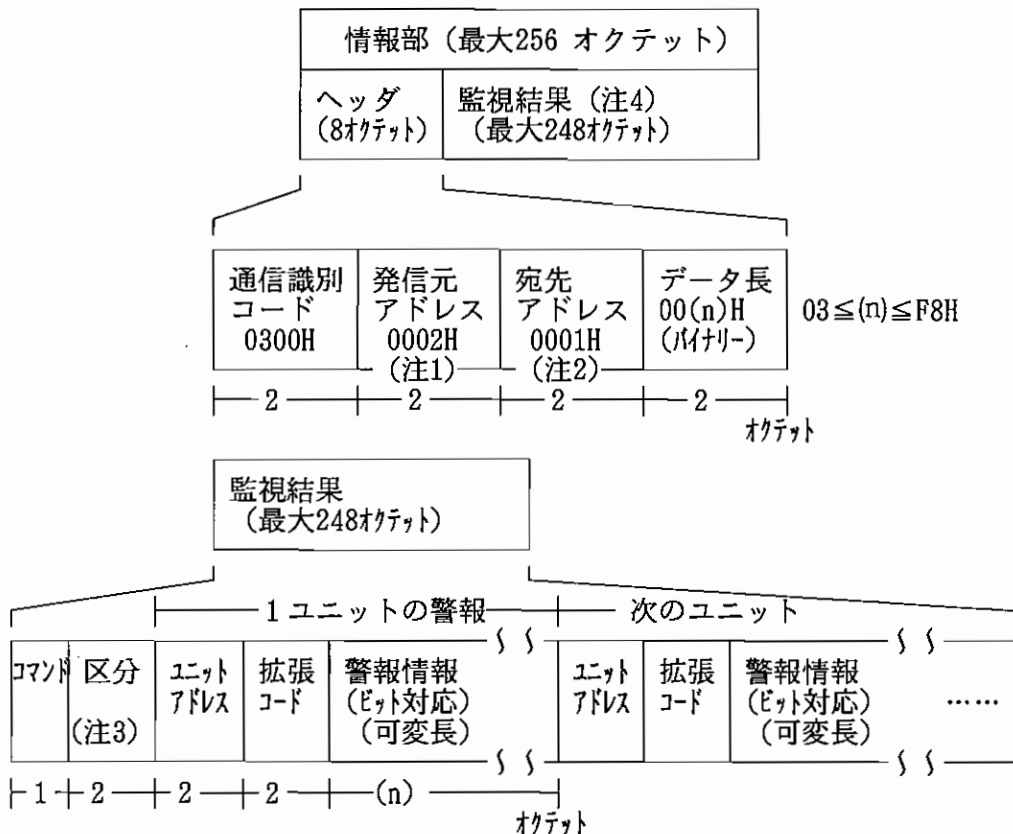 情報部（最大256 オクテット）
ヘッダ
（8オクテット）
監視結果（注4）
（最大248オクテット）
通信識別
コード
0300H
発信元
アドレス
0002H
（注1）
宛先
アドレス
0001H
（注2）
データ長
00(n)H
（バイナリー）
03≦(n)≦F8H
2
2
2
2
オクテット
監視結果
（最大248オクテット）
1ユニットの警報
次のユニット
コマンド
区分
（注3）
ユニット
アドレス
拡張
コード
警報情報
（ビット対応）
（可変長）
ユニット
アドレス
拡張
コード
警報情報
（ビット対応）
（可変長）
……
1
2
2
2
(n)
オクテット